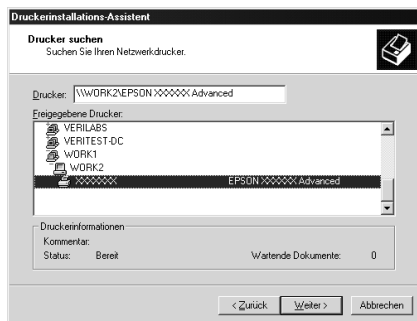 Druckerinstallations-Assistent
Drucker suchen
Suchen Sie Ihren Netzwerkdrucker.
Drucker: \\WORK2\EPSON XXXXX Advanced
Freigegebene Drucker:
VERILABS
VERITEST-DC
WORK1
WORK2
XXXXXX EPSON XXXXXX Advanced
Druckerinformationen
Kommentar:
Status: Bereit Wartende Dokumente: 0
< Zurück Weiter > Abbrechen